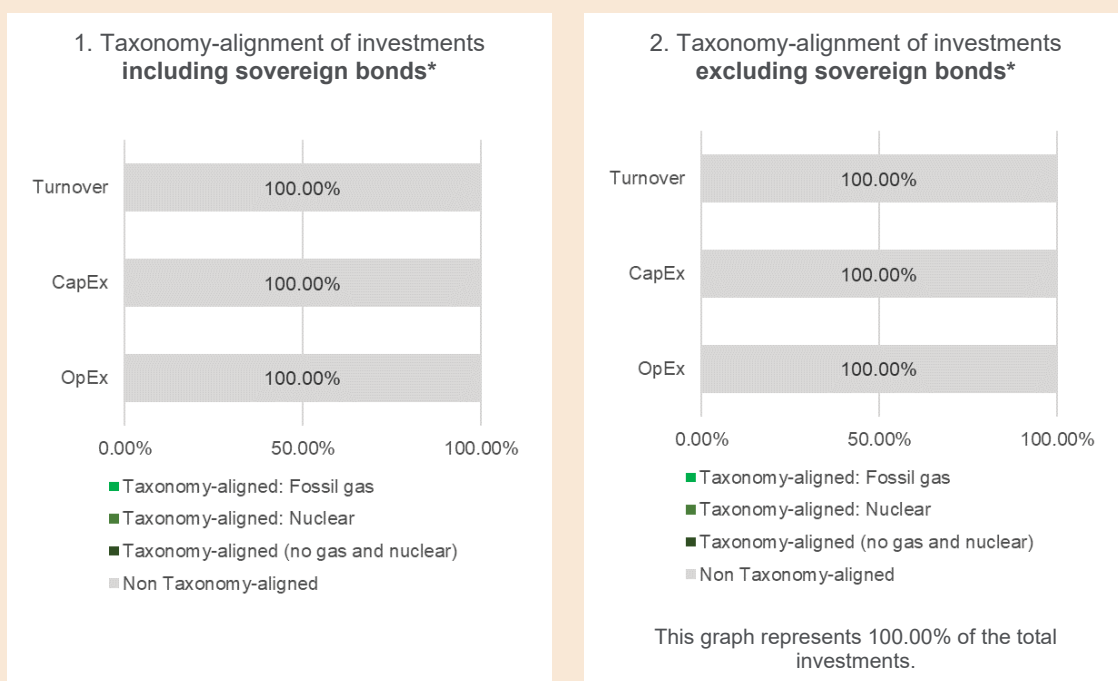 1. Taxonomy-alignment of investments
including sovereign bonds*
Turnover
100.00%
CapEx
100.00%
OpEx
100.00%
0.00%
50.00%
100.00%
Taxonomy-aligned: Fossil gas
Taxonomy-aligned: Nuclear
Taxonomy-aligned (no gas and nuclear)
Non Taxonomy-aligned
2. Taxonomy-alignment of investments
excluding sovereign bonds*
Turnover
100.00%
CapEx
100.00%
OpEx
100.00%
0.00%
50.00%
100.00%
Taxonomy-aligned: Fossil gas
Taxonomy-aligned: Nuclear
Taxonomy-aligned (no gas and nuclear)
Non Taxonomy-aligned
This graph represents 100.00% of the total
investments.